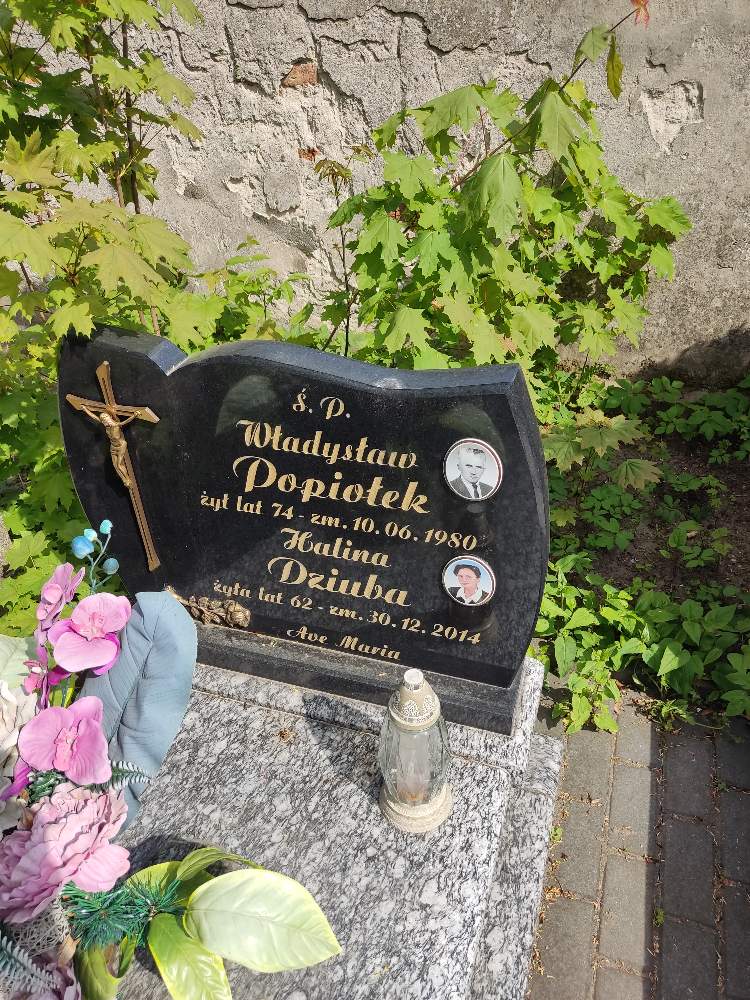 ś. P.
Władysław
Popiołek
żył lat 74 - zm. 10.06.1980
Halina
Dziuba
żyła lat 62 - zm. 30.12.2014
Ave Maria